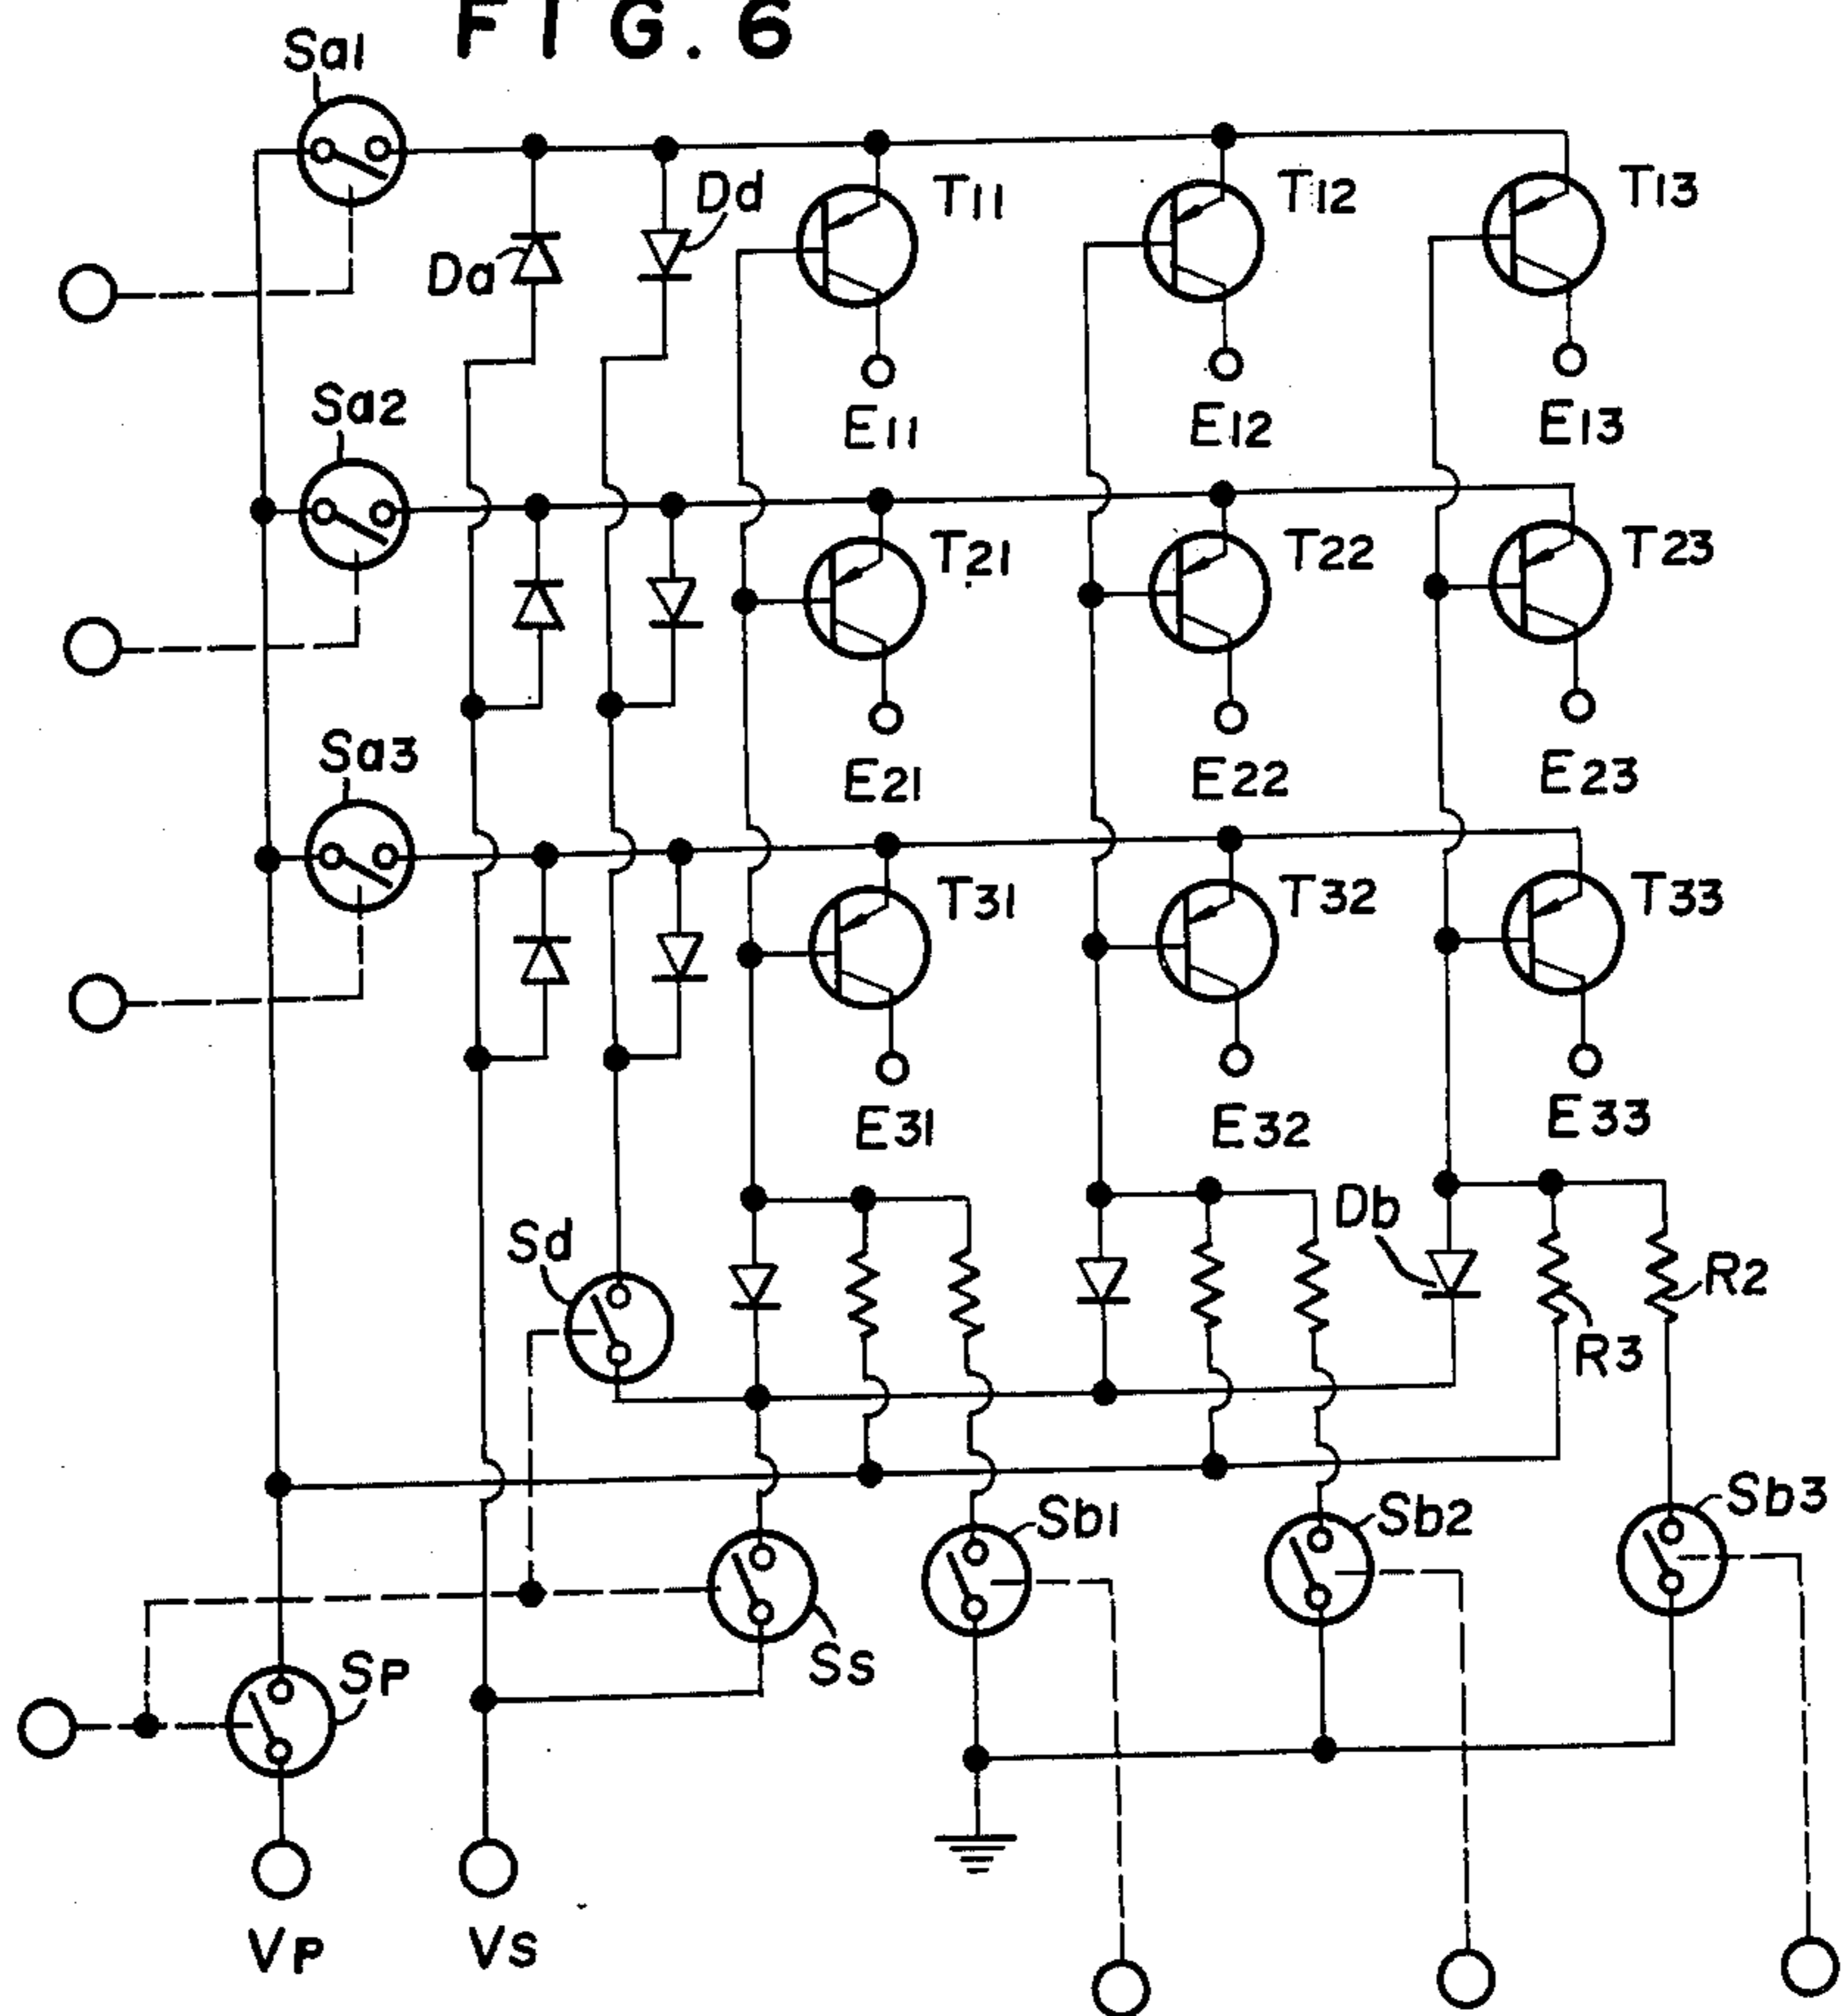 FIG. 6
Sa1
Da
Dd
T11
T12
T13
E11
E12
E13
Sa2
T21
T22
T23
E21
E22
E23
Sa3
T31
T32
T33
E31
E32
E33
Sd
Db
R3
R2
Sb1
Sb2
Sb3
Ss
SP
VP
VS